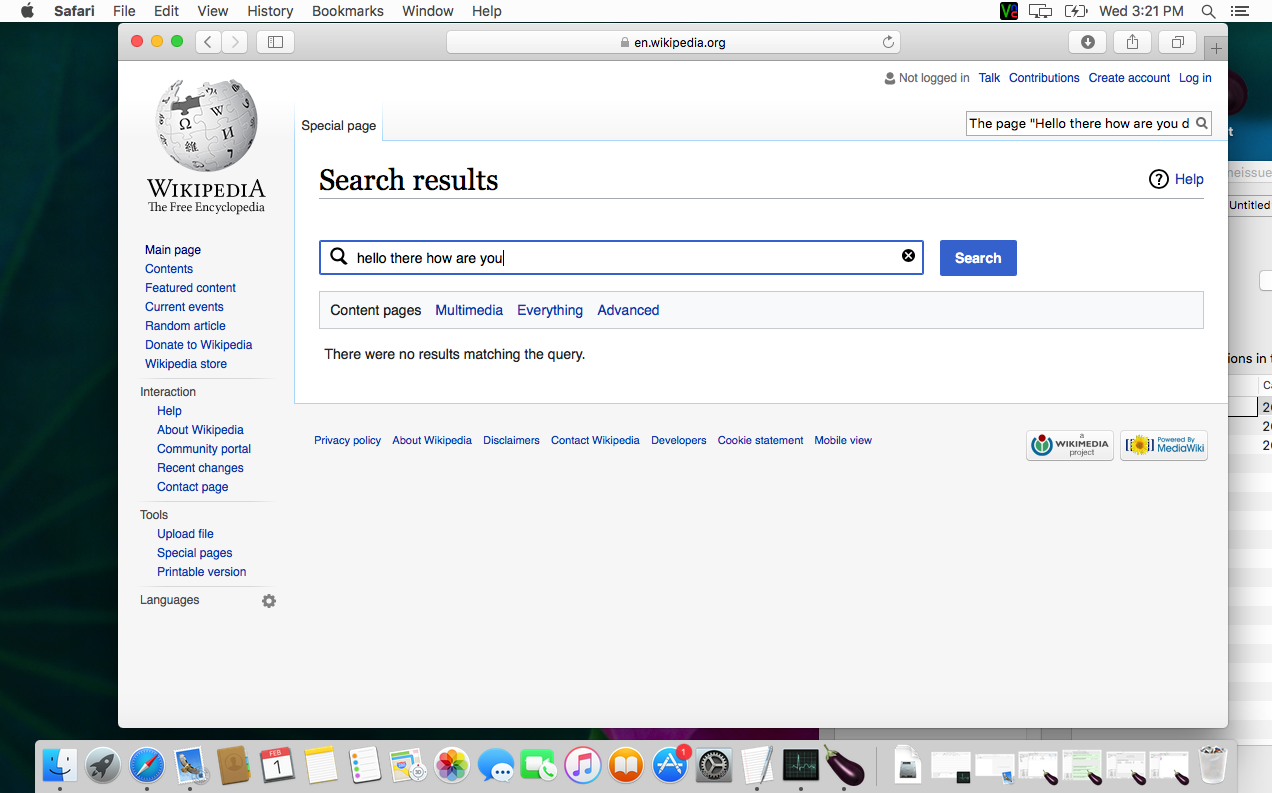 Safari File Edit View History Bookmarks Window Help Wed 3:21 PM
en.wikipedia.org
Not logged in Talk Contributions Create account Log in
Special page
The page "Hello there how are you d
WIKIPEDIA
The Free Encyclopedia
Search results
Help
hello there how are you
Search
Content pages Multimedia Everything Advanced
There were no results matching the query.
Main page
Contents
Featured content
Current events
Random article
Donate to Wikipedia
Wikipedia store
Interaction
Help
About Wikipedia
Community portal
Recent changes
Contact page
Tools
Upload file
Special pages
Printable version
Languages
Privacy policy About Wikipedia Disclaimers Contact Wikipedia Developers Cookie statement Mobile view
a
WIKIMEDIA
project
Powered By
MediaWiki
Untitled
FEB
1
1